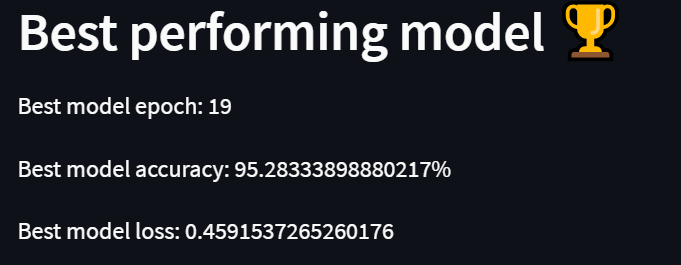 Best performing model 🏆
Best model epoch: 19
Best model accuracy: 95.28333898880217%
Best model loss: 0.4591537265260176